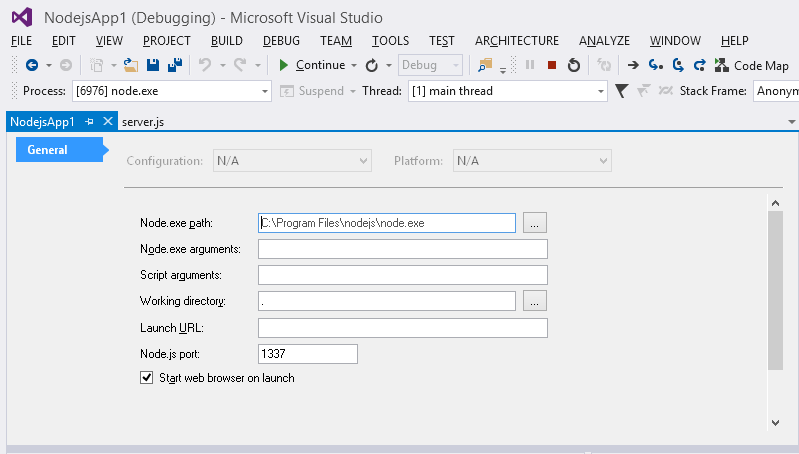 NodejsApp1 (Debugging) - Microsoft Visual Studio
FILE EDIT VIEW PROJECT BUILD DEBUG TEAM TOOLS TEST ARCHITECTURE ANALYZE WINDOW HELP
Continue Debug Code Map
Process: [6976] node.exe Suspend Thread: [1] main thread Stack Frame: Anonym
NodejsApp1 server.js
General
Configuration: N/A Platform: N/A
Node.exe path: C:\Program Files\nodejs\node.exe ...
Node.exe arguments:
Script arguments:
Working directory: . ...
Launch URL:
Node.js port: 1337
Start web browser on launch